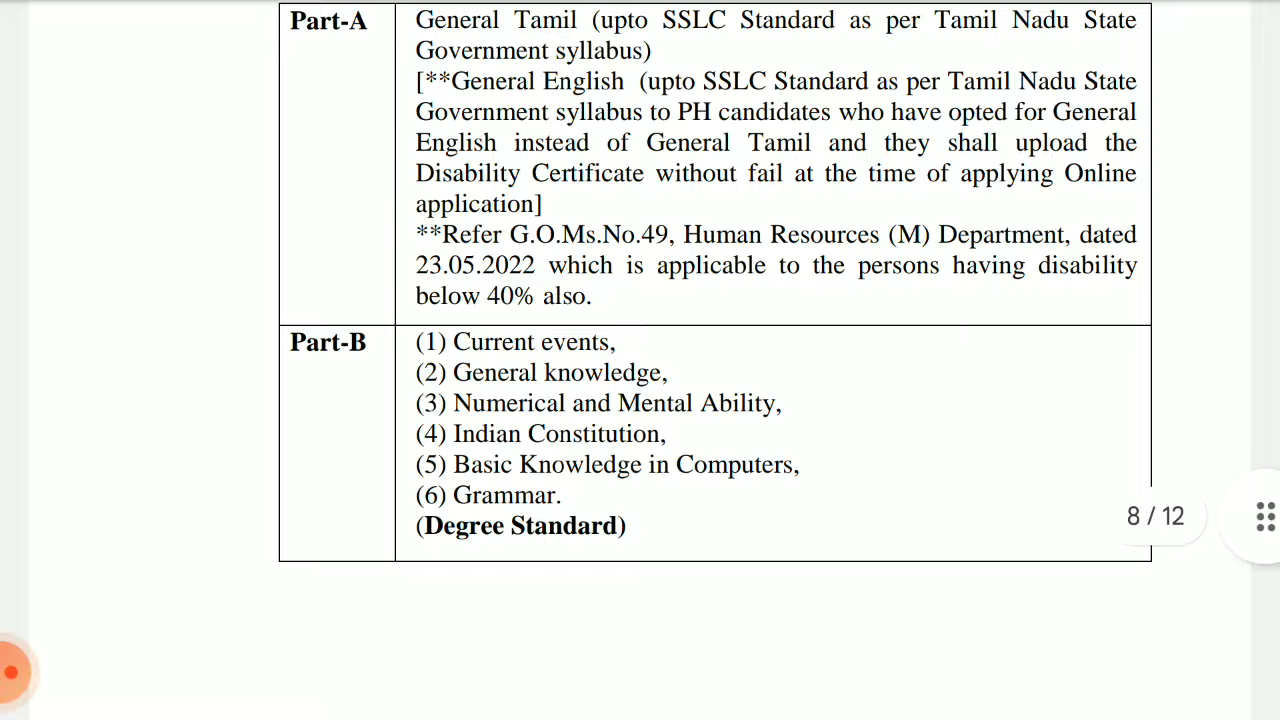 Part-A
General Tamil (upto SSLC Standard as per Tamil Nadu State
Government syllabus)
[**General English (upto SSLC Standard as per Tamil Nadu State
Government syllabus to PH candidates who have opted for General
English instead of General Tamil and they shall upload the
Disability Certificate without fail at the time of applying Online
application]
**Refer G.O.Ms.No.49, Human Resources (M) Department, dated
23.05.2022 which is applicable to the persons having disability
below 40% also.
Part-B
(1) Current events,
(2) General knowledge,
(3) Numerical and Mental Ability,
(4) Indian Constitution,
(5) Basic Knowledge in Computers,
(6) Grammar.
(Degree Standard)
8 / 12